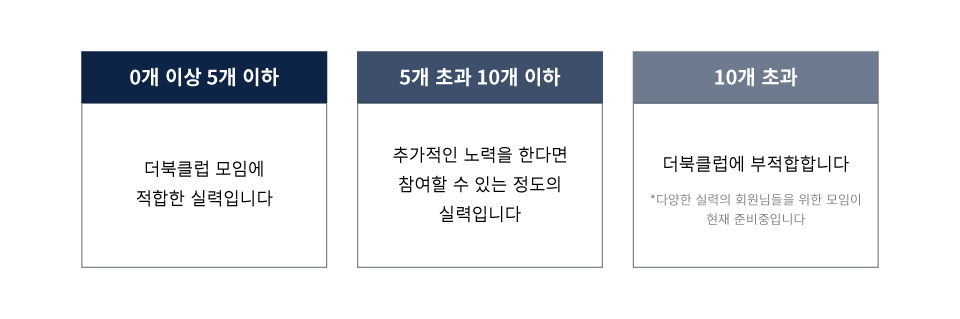 0개 이상 5개 이하
더북클럽 모임에
적합한 실력입니다
5개 초과 10개 이하
추가적인 노력을 한다면
참여할 수 있는 정도의
실력입니다
10개 초과
더북클럽에 부적합합니다
*다양한 실력의 회원님들을 위한 모임이
현재 준비중입니다